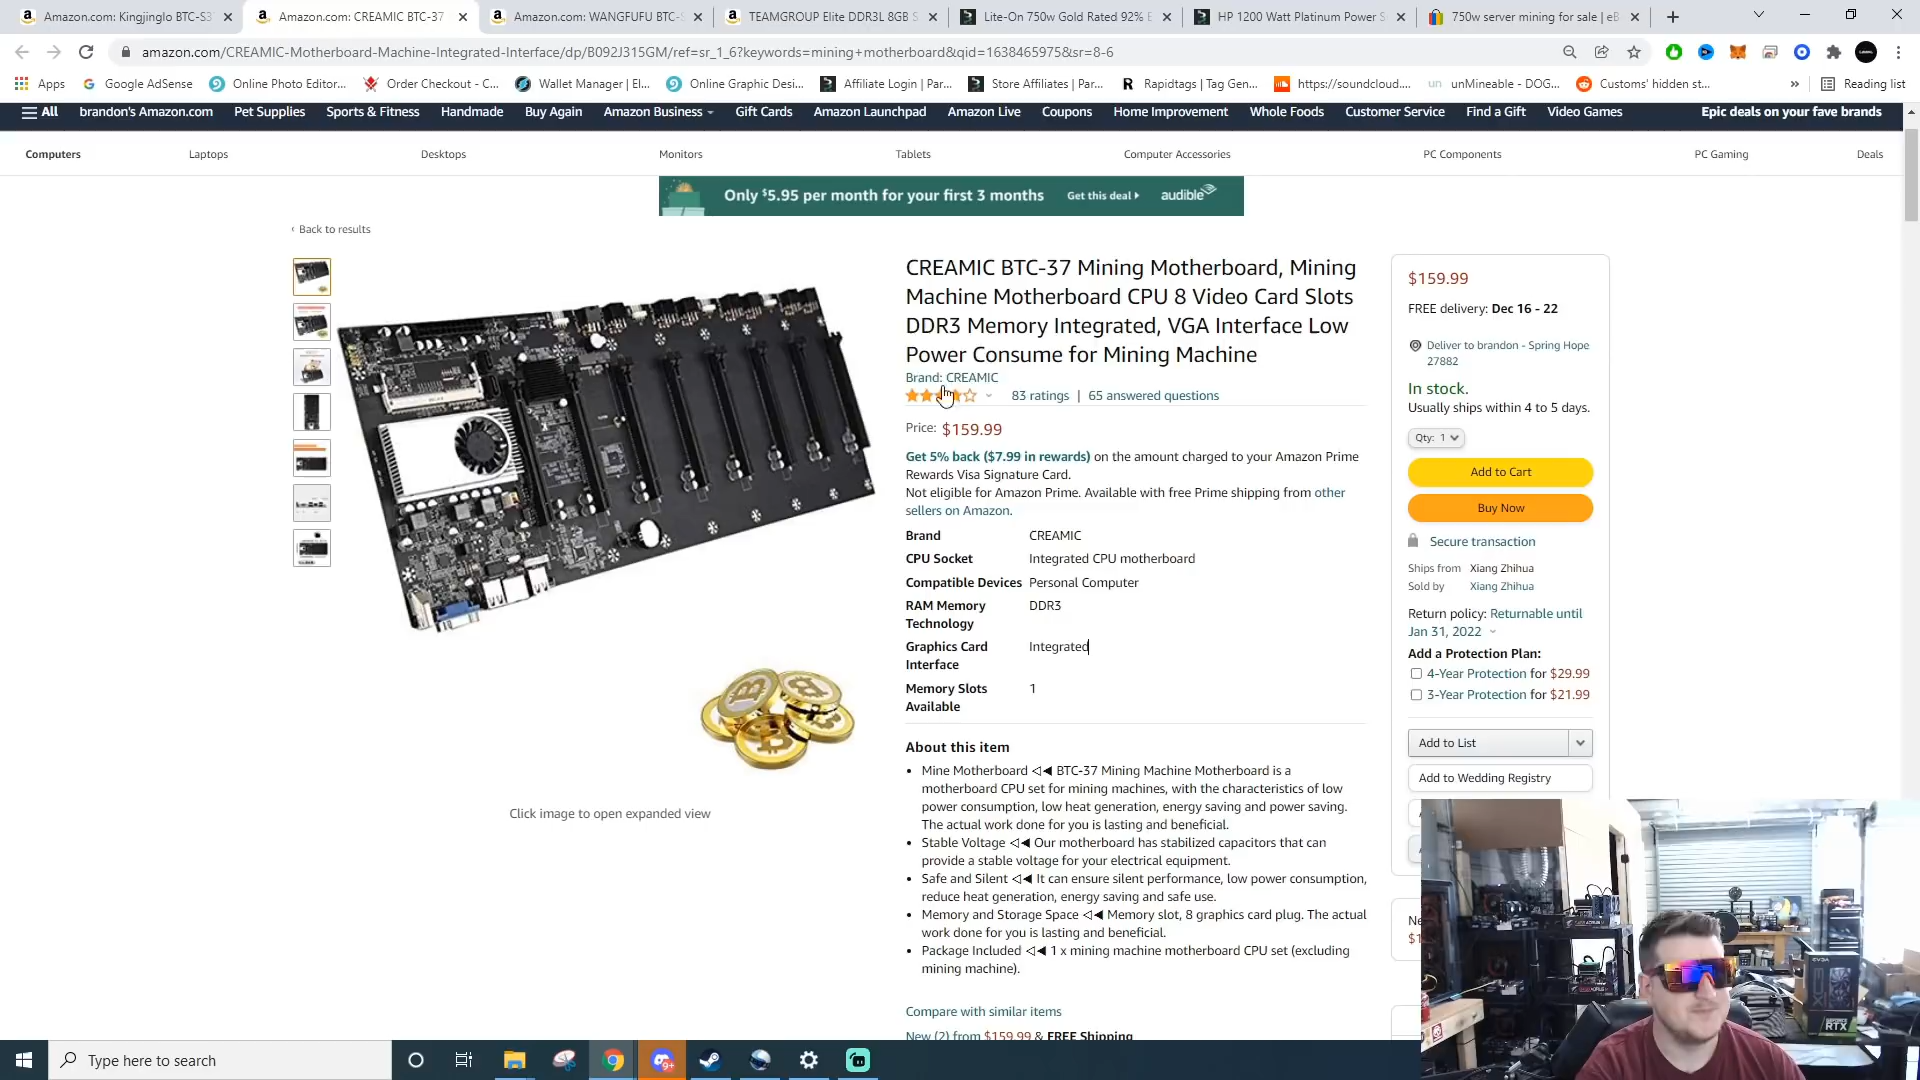 Amazon.com: Kingjinglo BTC-S3
Amazon.com: CREAMIC BTC-37
Amazon.com: WANGFUFU BTC-
TEAMGROUP Elite DDR3L 8GB S
Lite-On 750w Gold Rated 92% E
HP 1200 Watt Platinum Power S
750w server mining for sale | eB
amazon.com/CREAMIC-Motherboard-Machine-Integrated-Interface/dp/B092J315GM/ref=sr_1_6?keywords=mining+motherboard&qid=1638465975&sr=8-6
Apps
Google AdSense
Online Photo Editor...
Order Checkout - C...
Wallet Manager | El...
Online Graphic Desi...
Affiliate Login | Par...
Store Affiliates | Par...
Rapidtags | Tag Gen...
https://soundcloud....
unMineable - DOG...
Customs' hidden st...
»
Reading list
All
brandon's Amazon.com
Pet Supplies
Sports & Fitness
Handmade
Buy Again
Amazon Business
Gift Cards
Amazon Launchpad
Amazon Live
Coupons
Home Improvement
Whole Foods
Customer Service
Find a Gift
Video Games
Epic deals on your fave brands
Computers
Laptops
Desktops
Monitors
Tablets
Computer Accessories
PC Components
PC Gaming
Deals
Only $5.95 per month for your first 3 months
Get this deal
audible
‹ Back to results
CREAMIC BTC-37 Mining Motherboard, Mining
Machine Motherboard CPU 8 Video Card Slots
DDR3 Memory Integrated, VGA Interface Low
Power Consume for Mining Machine
Brand: CREAMIC
83 ratings | 65 answered questions
Price: $159.99
Get 5% back ($7.99 in rewards) on the amount charged to your Amazon Prime
Rewards Visa Signature Card.
Not eligible for Amazon Prime. Available with free Prime shipping from other
sellers on Amazon.
Brand CREAMIC
CPU Socket Integrated CPU motherboard
Compatible Devices Personal Computer
RAM Memory DDR3
Technology
Graphics Card Integrated
Interface
Memory Slots 1
Available
About this item
• Mine Motherboard ◁◀ BTC-37 Mining Machine Motherboard is a
motherboard CPU set for mining machines, with the characteristics of low
power consumption, low heat generation, energy saving and power saving.
The actual work done for you is lasting and beneficial.
• Stable Voltage ◁◀ Our motherboard has stabilized capacitors that can
provide a stable voltage for your electrical equipment.
• Safe and Silent ◁◀ It can ensure silent performance, low power consumption,
reduce heat generation, energy saving and safe use.
• Memory and Storage Space ◁◀ Memory slot, 8 graphics card plug. The actual
work done for you is lasting and beneficial.
• Package Included ◁◀ 1 x mining machine motherboard CPU set (excluding
mining machine).
Compare with similar items
New (2) from $159.99 & FREE Shipping
Click image to open expanded view
$159.99
FREE delivery: Dec 16 - 22
Deliver to brandon - Spring Hope
27882
In stock.
Usually ships within 4 to 5 days.
Qty: 1
Add to Cart
Buy Now
Secure transaction
Ships from Xiang Zhihua
Sold by Xiang Zhihua
Return policy: Returnable until
Jan 31, 2022
Add a Protection Plan:
4-Year Protection for $29.99
3-Year Protection for $21.99
Add to List
Add to Wedding Registry
EVGA
RTX
Type here to search
9+